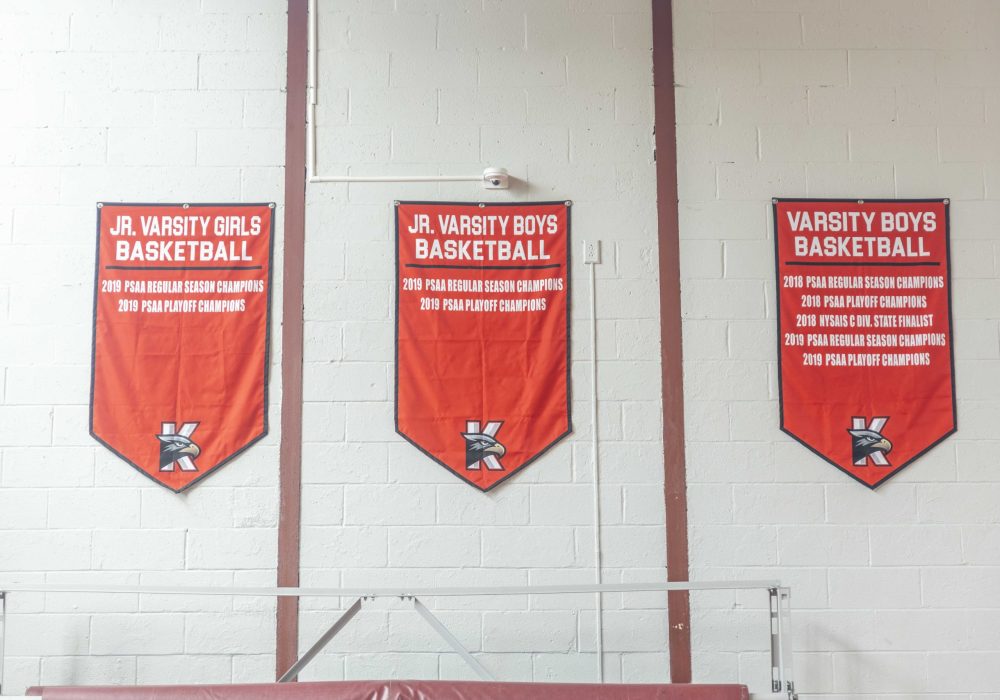 JR. VARSITY GIRLS
BASKETBALL
2019 PSAA REGULAR SEASON CHAMPIONS
2019 PSAA PLAYOFF CHAMPIONS
K
JR. VARSITY BOYS
BASKETBALL
2019 PSAA REGULAR SEASON CHAMPIONS
2019 PSAA PLAYOFF CHAMPIONS
K
VARSITY BOYS
BASKETBALL
2018 PSAA REGULAR SEASON CHAMPIONS
2018 PSAA PLAYOFF CHAMPIONS
2018 NYSAIS C DIV. STATE FINALIST
2019 PSAA REGULAR SEASON CHAMPIONS
2019 PSAA PLAYOFF CHAMPIONS
K